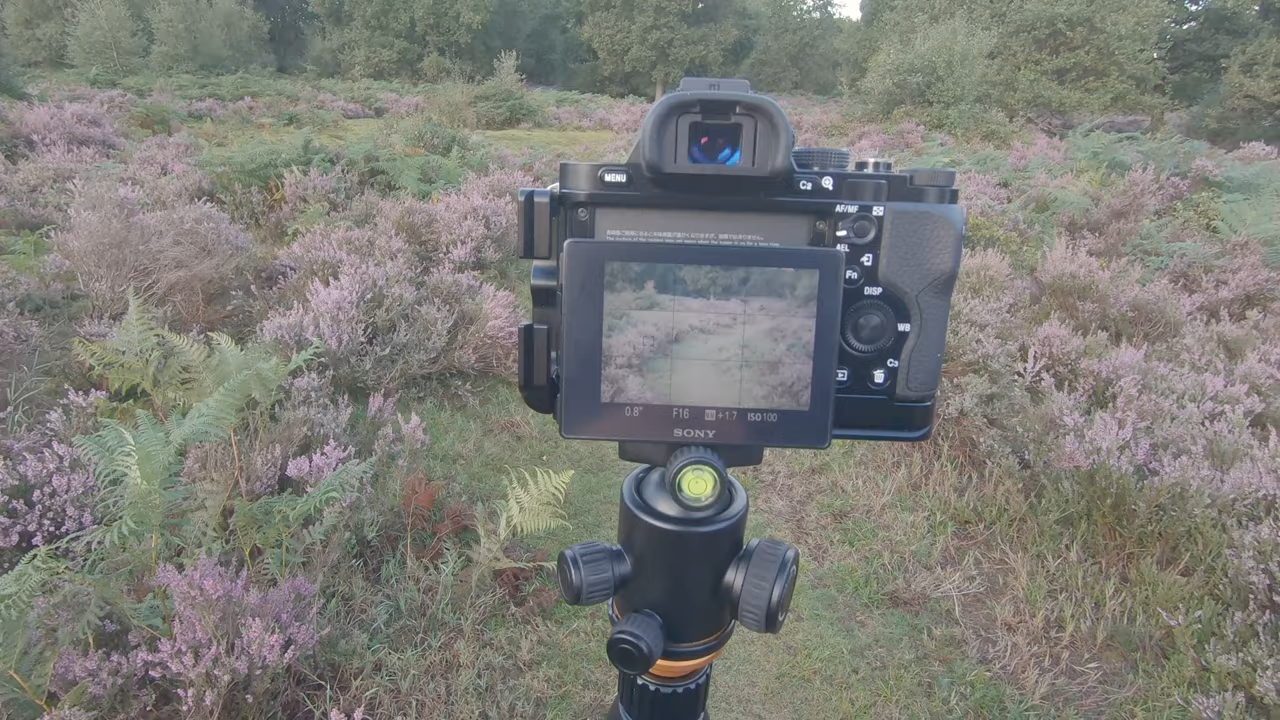 MENU
C2
AF/MF
AEL
Fn
DISP
WB
C3
0.8" F16 +1.7 ISO 100
SONY